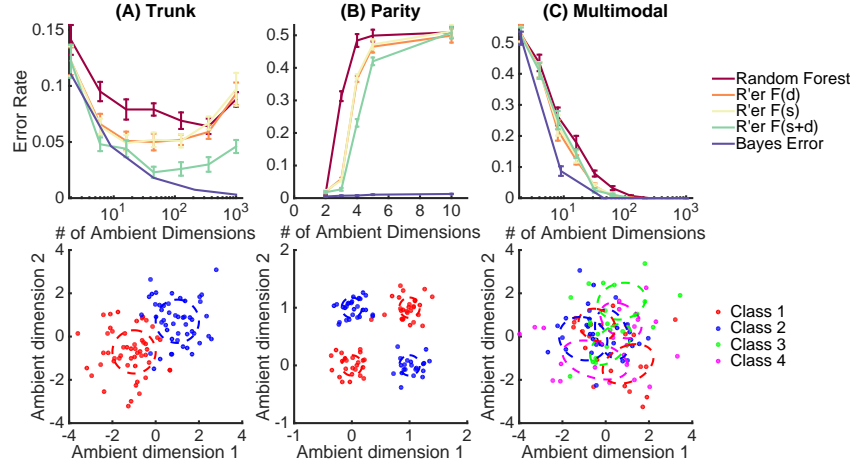 (A) Trunk
(B) Parity
(C) Multimodal
Error Rate
0.15
0.1
0.05
0
10^1
10^2
10^3
# of Ambient Dimensions
0.5
0.4
0.3
0.2
0.1
0
0
2
4
6
8
10
# of Ambient Dimensions
0.5
0.4
0.3
0.2
0.1
0
10^1
10^2
10^3
# of Ambient Dimensions
Random Forest
R'er F(d)
R'er F(s)
R'er F(s+d)
Bayes Error
Ambient dimension 2
4
2
0
-2
-4
-4
-2
0
2
4
Ambient dimension 1
Ambient dimension 2
2
1
0
-1
-1
0
1
2
Ambient dimension 1
Ambient dimension 2
4
2
0
-2
-4
-4
-2
0
2
4
Ambient dimension 1
Class 1
Class 2
Class 3
Class 4